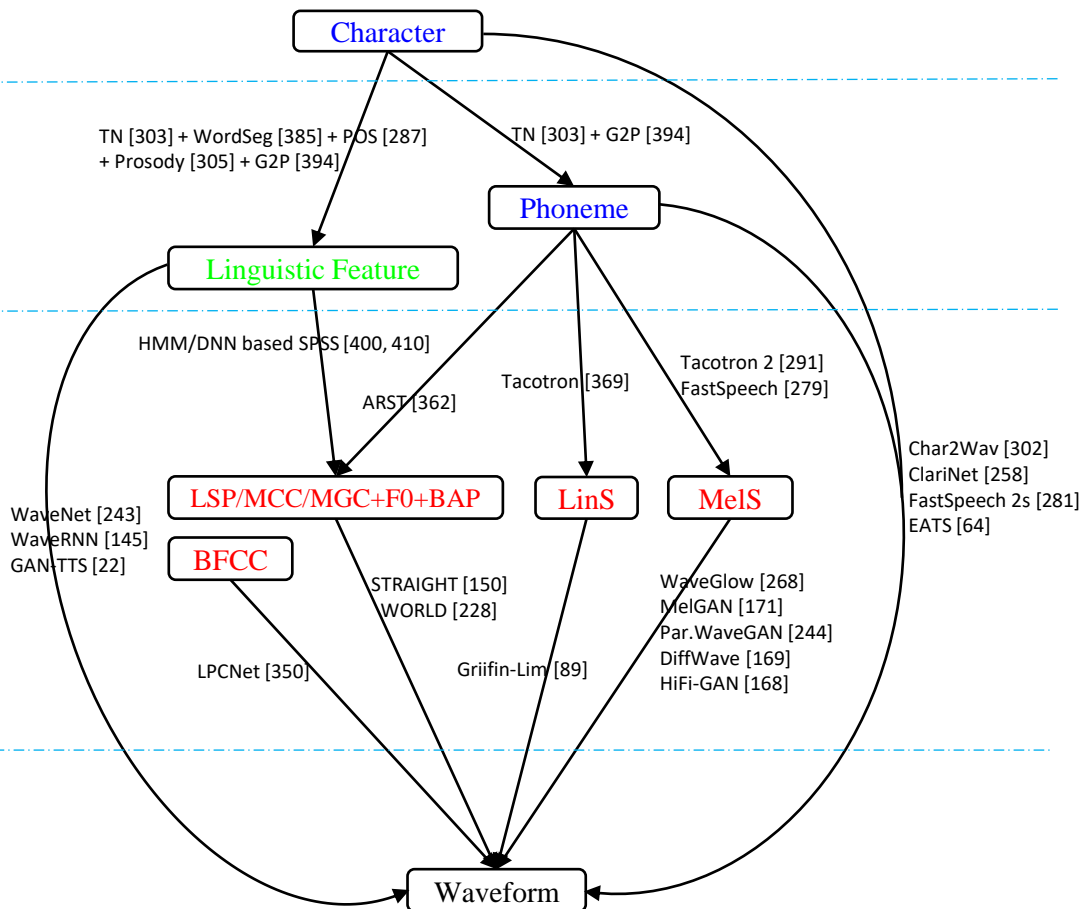 Character
TN [303] + WordSeg [385] + POS [287]
+ Prosody [305] + G2P [394]
TN [303] + G2P [394]
Phoneme
Linguistic Feature
HMM/DNN based SPSS [400, 410]
ARST [362]
Tacotron [369]
Tacotron 2 [291]
FastSpeech [279]
Char2Wav [302]
ClariNet [258]
FastSpeech 2s [281]
EATS [64]
LSP/MCC/MGC+F0+BAP
LinS
MelS
WaveNet [243]
WaveRNN [145]
GAN-TTS [22]
BFCC
STRAIGHT [150]
WORLD [228]
WaveGlow [268]
MelGAN [171]
Par.WaveGAN [244]
DiffWave [169]
HiFi-GAN [168]
LPCNet [350]
Griifin-Lim [89]
Waveform